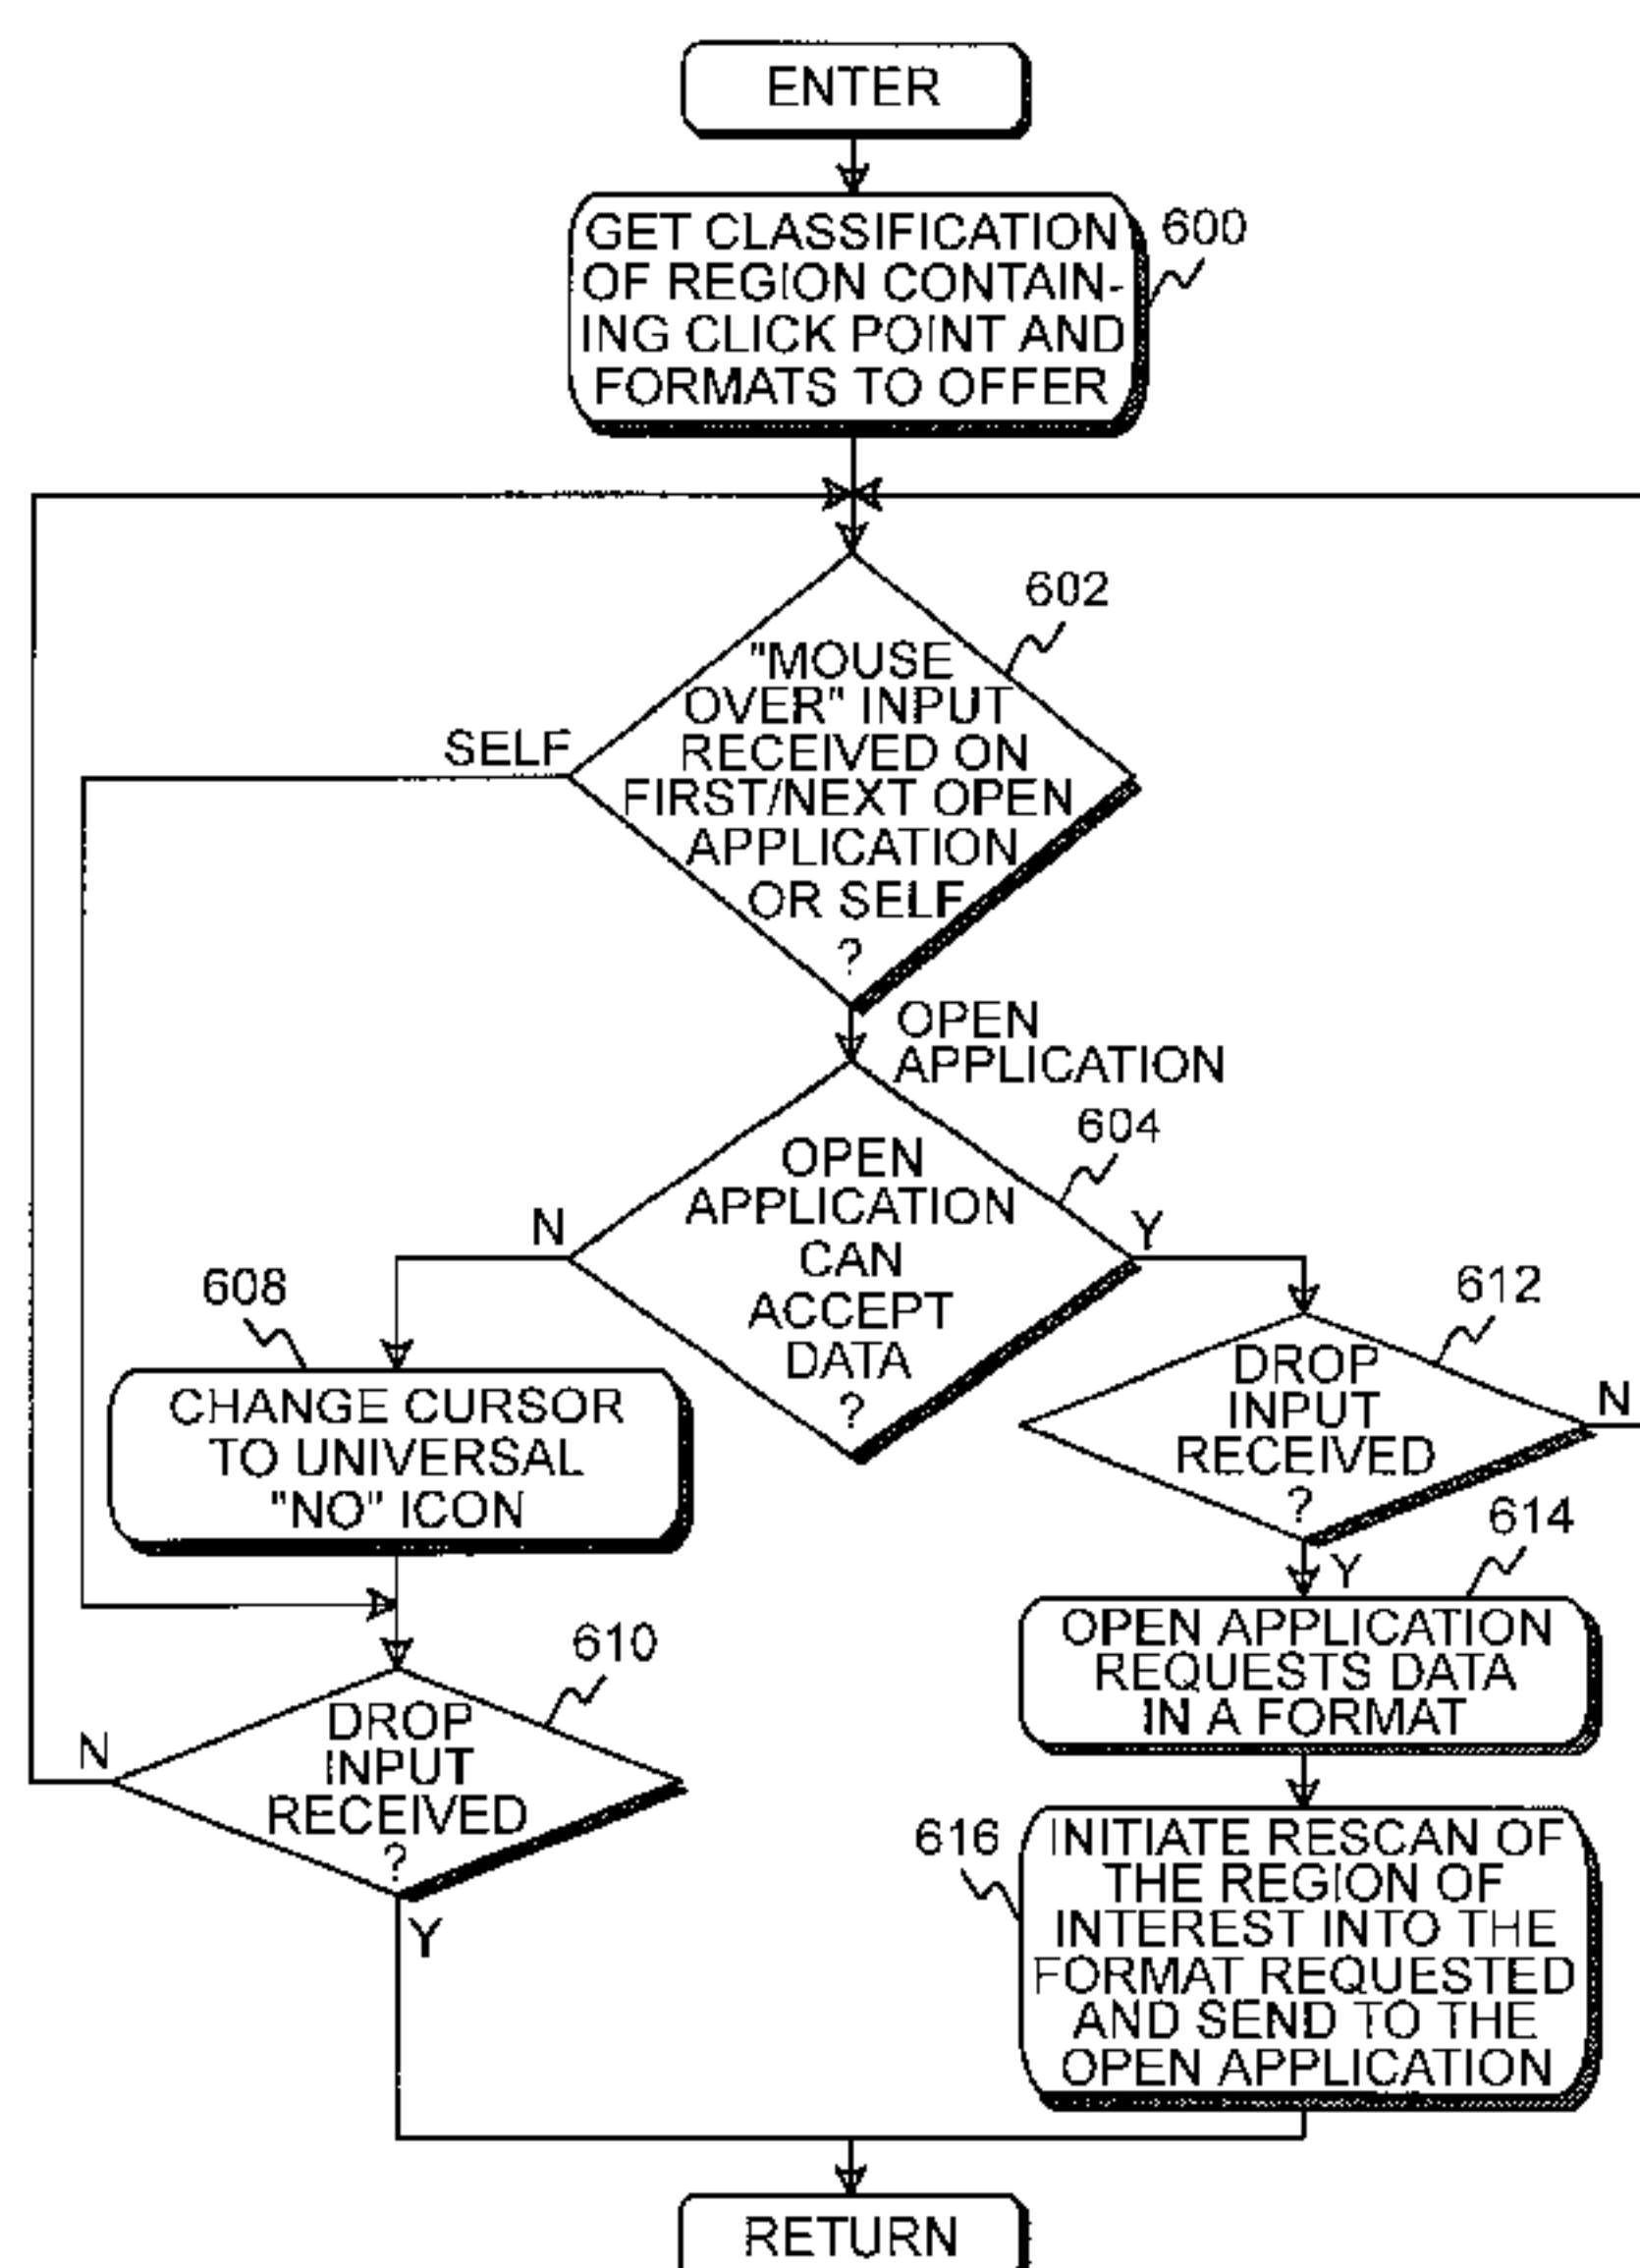 ENTER
GET CLASSIFICATION
OF REGION CONTAIN-
ING CLICK POINT AND
FORMATS TO OFFER
600
602
"MOUSE
OVER" INPUT
RECEIVED ON
FIRST/NEXT OPEN
APPLICATION
OR SELF
?
SELF
OPEN
APPLICATION
604
OPEN
APPLICATION
CAN
ACCEPT
DATA
?
N
Y
608
CHANGE CURSOR
TO UNIVERSAL
"NO" ICON
612
DROP
INPUT
RECEIVED
?
N
Y
614
OPEN APPLICATION
REQUESTS DATA
IN A FORMAT
610
DROP
INPUT
RECEIVED
?
N
Y
616
INITIATE RESCAN OF
THE REGION OF
INTEREST INTO THE
FORMAT REQUESTED
AND SEND TO THE
OPEN APPLICATION
RETURN